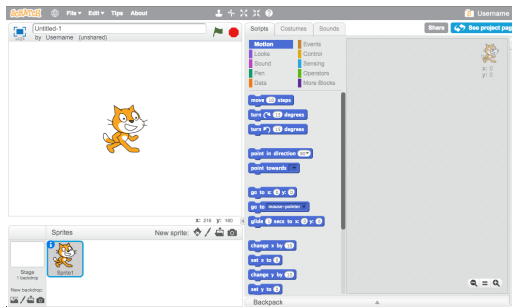 SCRATCH File Edit Tips About Username
Untitled-1
by Username (unshared)
Scripts Costumes Sounds
Share See project pag
Motion Events
Looks Control
Sound Sensing
Pen Operators
Data More Blocks
x: 0
y: 0
move 10 steps
turn 15 degrees
turn 15 degrees
point in direction 90
point towards
go to x: 0 y: 0
go to mouse-pointer
glide 1 secs to x: 0 y: 0
change x by 10
set x to 0
change y by 10
set y to 0
x: 216 y: 160
Sprites New sprite:
Stage
1 backdrop
Sprite1
New backdrop:
Backpack